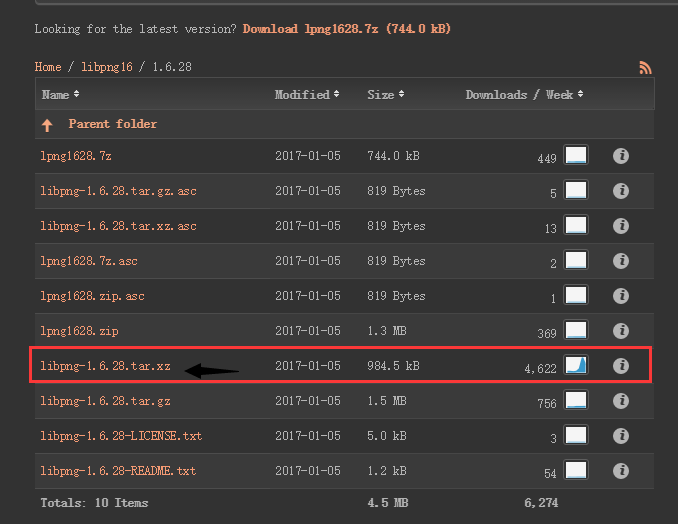 Looking for the latest version? Download lpng1628.7z (744.0 kB)
Home / libpng16 / 1.6.28
Name Modified Size Downloads / Week
Parent folder
lpng1628.7z 2017-01-05 744.0 kB 449
libpng-1.6.28.tar.gz.asc 2017-01-05 819 Bytes 5
libpng-1.6.28.tar.xz.asc 2017-01-05 819 Bytes 13
lpng1628.7z.asc 2017-01-05 819 Bytes 2
lpng1628.zip.asc 2017-01-05 819 Bytes 1
lpng1628.zip 2017-01-05 1.3 MB 369
libpng-1.6.28.tar.xz 2017-01-05 984.5 kB 4,622
libpng-1.6.28.tar.gz 2017-01-05 1.5 MB 756
libpng-1.6.28-LICENSE.txt 2017-01-05 5.0 kB 3
libpng-1.6.28-README.txt 2017-01-05 1.2 kB 54
Totals: 10 Items 4.5 MB 6,274